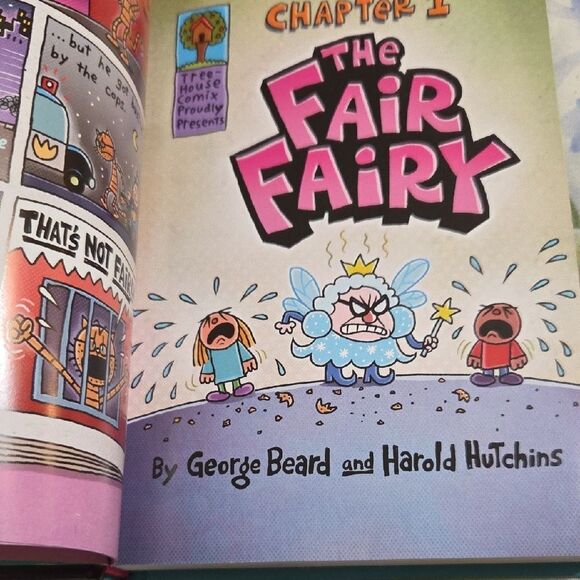 ...but he got
by the cops.
THAT'S NOT FAIR
CHAPTER 1
Tree-
House
Comix
Proudly
Presents
THE
FAIR
FAIRY
By George Beard and Harold Hutchins